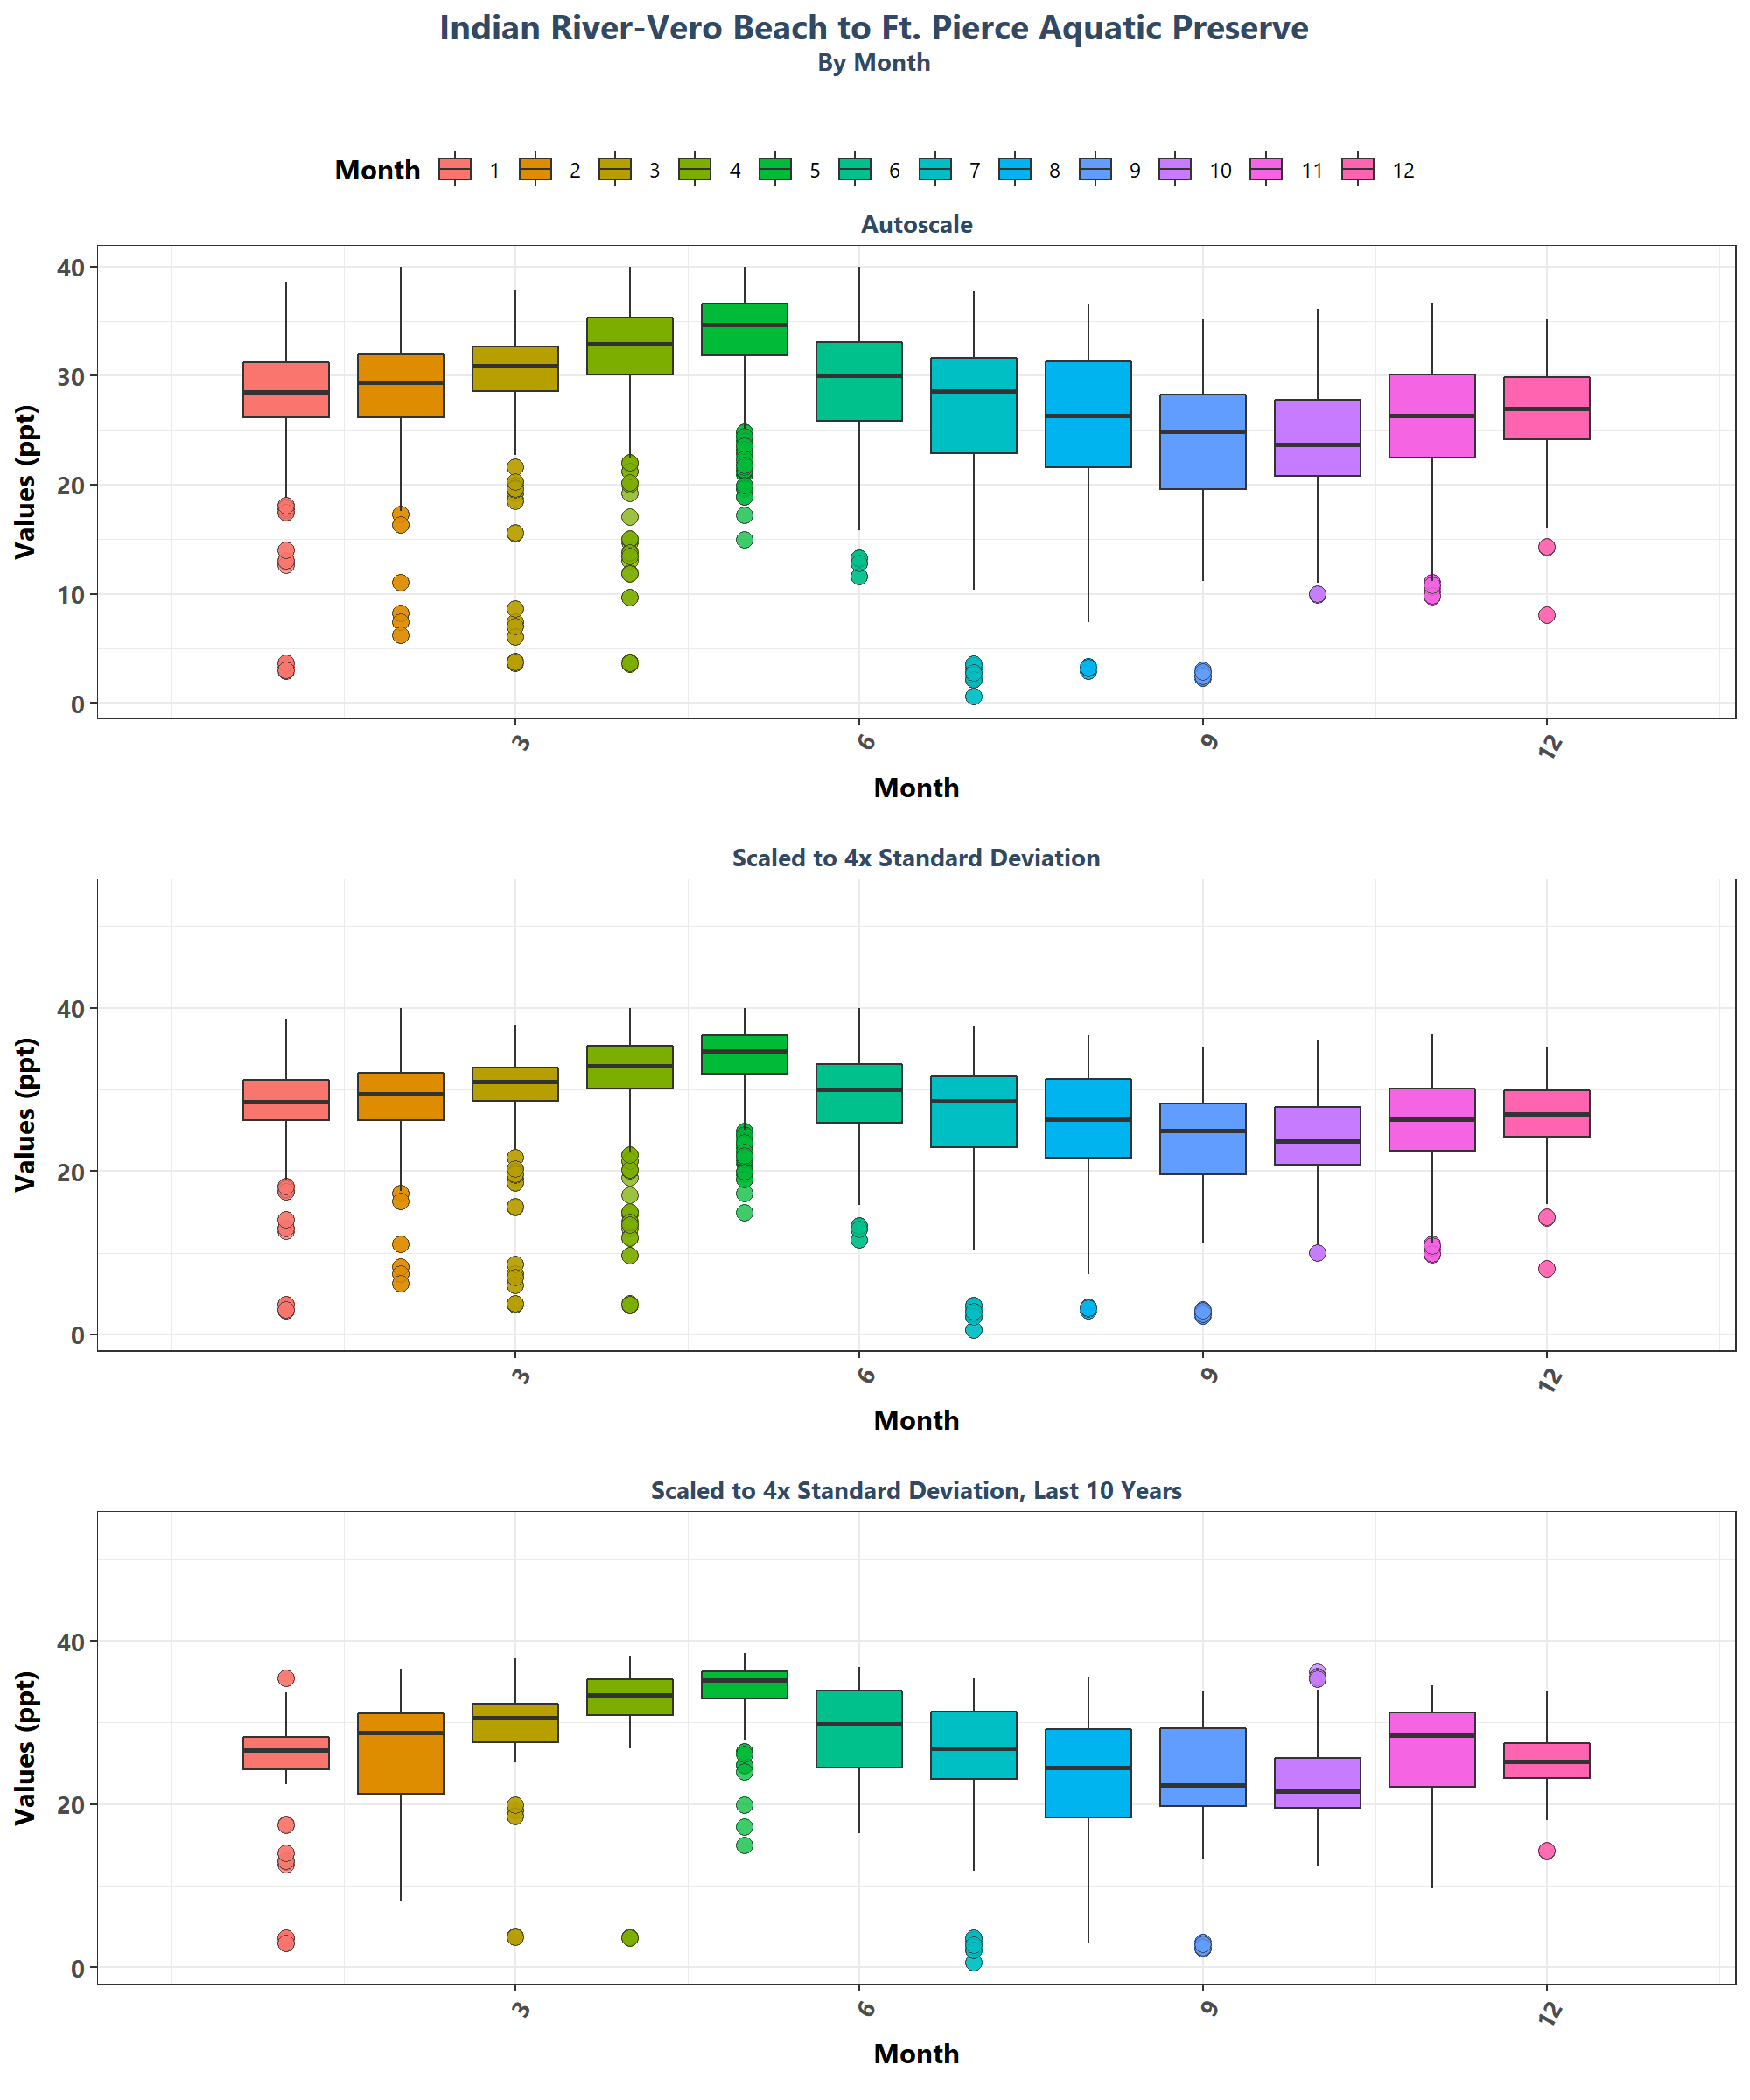 Indian River-Vero Beach to Ft. Pierce Aquatic Preserve
By Month
Month 1 2 3 4 5 6 7 8 9 10 11 12
Autoscale
Values (ppt)
40
30
20
10
0
3 6 9 12
Month
Scaled to 4x Standard Deviation
Values (ppt)
40
20
0
3 6 9 12
Month
Scaled to 4x Standard Deviation, Last 10 Years
Values (ppt)
40
20
0
3 6 9 12
Month